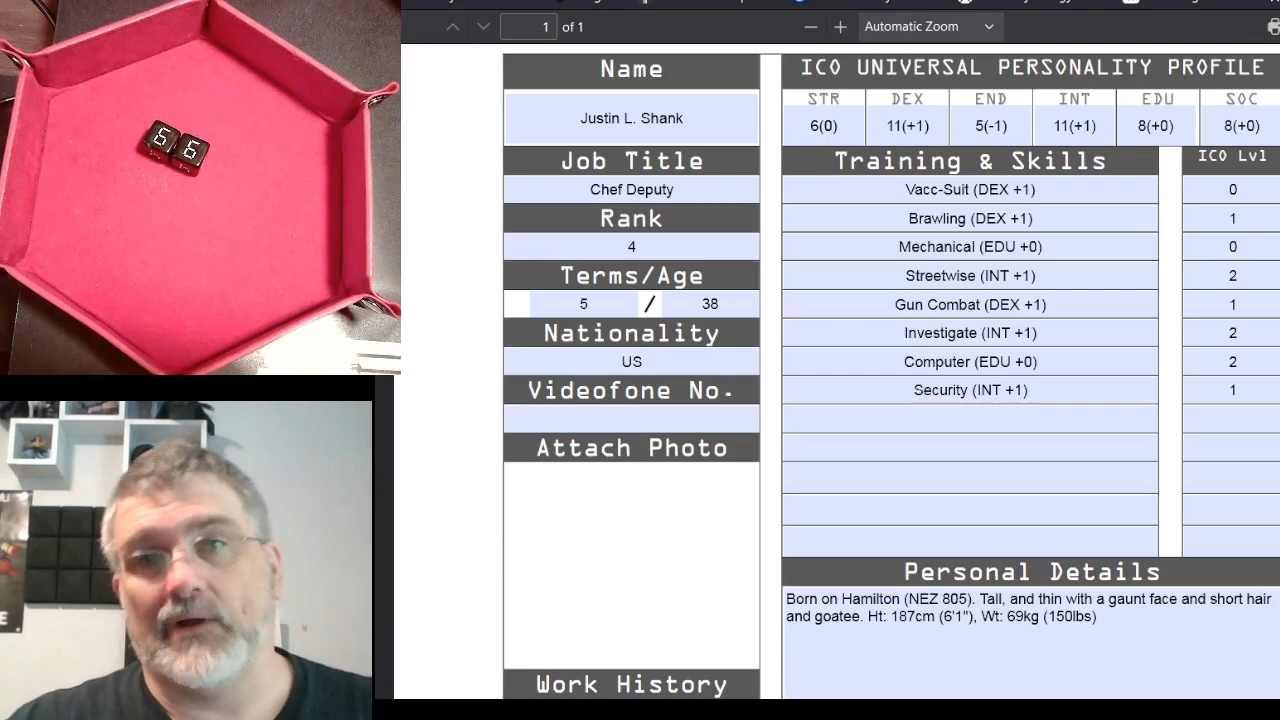 1 of 1 Automatic Zoom
6 6
Name
Justin L. Shank
Job Title
Chef Deputy
Rank
4
Terms/Age
5 / 38
Nationality
US
Videofone No.
Attach Photo
Work History
ICO UNIVERSAL PERSONALITY PROFILE
STR DEX END INT EDU SOC
6(0) 11(+1) 5(-1) 11(+1) 8(+0) 8(+0)
Training & Skills ICO Lvl
Vacc-Suit (DEX +1) 0
Brawling (DEX +1) 1
Mechanical (EDU +0) 0
Streetwise (INT +1) 2
Gun Combat (DEX +1) 1
Investigate (INT +1) 2
Computer (EDU +0) 2
Security (INT +1) 1
Personal Details
Born on Hamilton (NEZ 805). Tall, and thin with a gaunt face and short hair
and goatee. Ht: 187cm (6'1"), Wt: 69kg (150lbs)